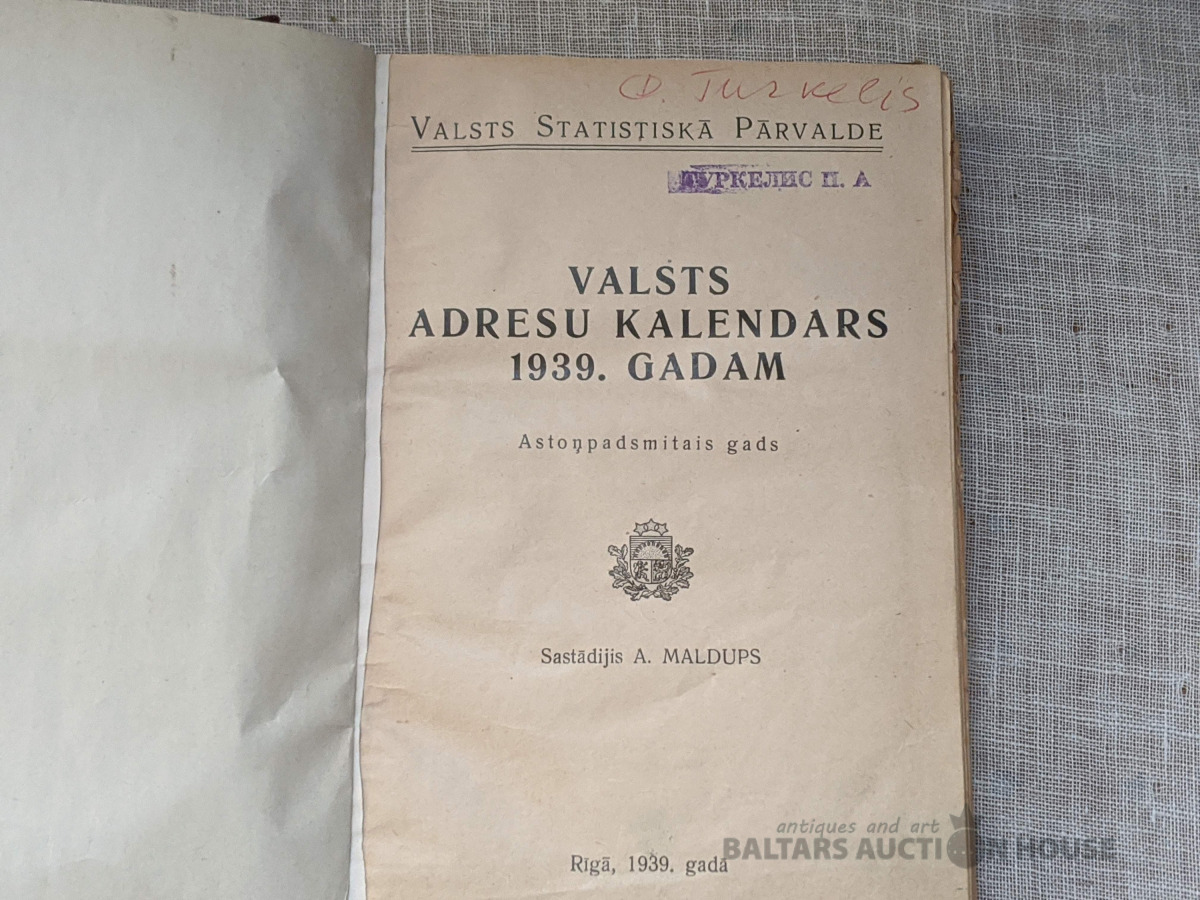 P. Turkelis
VALSTS STATISTISKĀ PĀRVALDE
ТУРКЕЛИС П. А
VALSTS
ADRESU KALENDARS
1939. GADAM
Astoņpadsmitais gads
Sastādijis A. MALDUPS
Rīgā, 1939. gadā
antiques and art
BALTARS AUCTION HOUSE